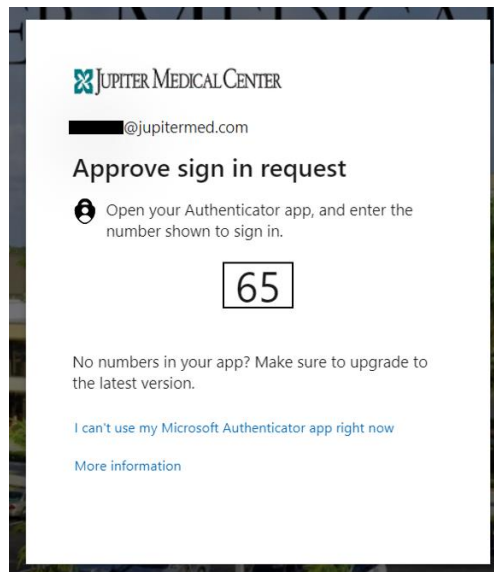 JUPITER MEDICAL CENTER
@jupitermed.com
Approve sign in request
Open your Authenticator app, and enter the
number shown to sign in.
65
No numbers in your app? Make sure to upgrade to
the latest version.
I can't use my Microsoft Authenticator app right now
More information